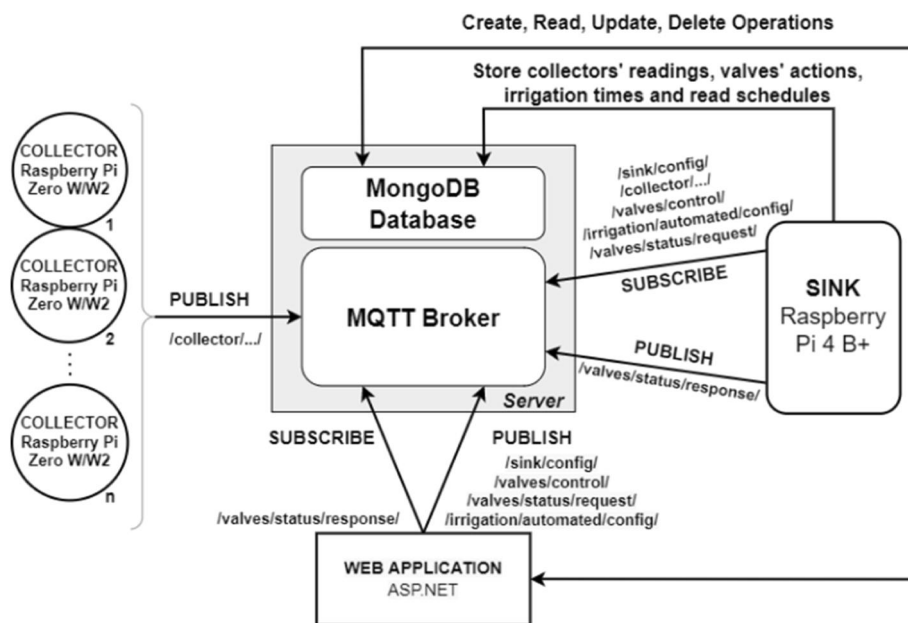 Create, Read, Update, Delete Operations
Store collectors' readings, valves' actions,
irrigation times and read schedules
COLLECTOR
Raspberry Pi
Zero W/W2
1
COLLECTOR
Raspberry Pi
Zero W/W2
2
COLLECTOR
Raspberry Pi
Zero W/W2
n
PUBLISH
/collector/.../
MongoDB
Database
MQTT Broker
Server
/sink/config/
/collector/.../
/valves/control/
/irrigation/automated/config/
/valves/status/request/
SUBSCRIBE
PUBLISH
/valves/status/response/
SINK
Raspberry
Pi 4 B+
SUBSCRIBE
/valves/status/response/
PUBLISH
/sink/config/
/valves/control/
/valves/status/request/
/irrigation/automated/config/
WEB APPLICATION
ASP.NET